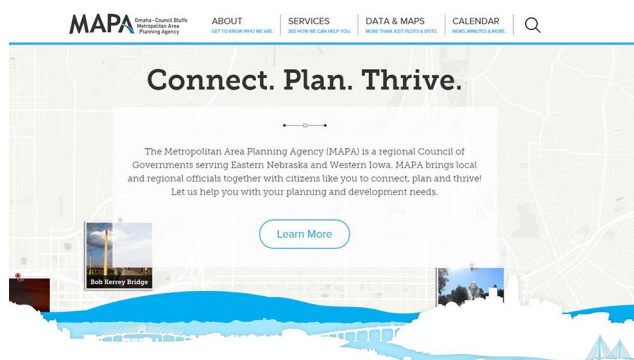 MAPA
Omaha-Council Bluffs
Metropolitan Area
Planning Agency
ABOUT
GET TO KNOW WHO WE ARE.
SERVICES
SEE HOW WE CAN HELP YOU.
DATA & MAPS
MORE THAN JUST PLOTS & DOTS.
CALENDAR
NEWS, MINUTES & MORE.
Connect. Plan. Thrive.
The Metropolitan Area Planning Agency (MAPA) is a regional Council of
Governments serving Eastern Nebraska and Western Iowa. MAPA brings local
and regional officials together with citizens like you to connect, plan and thrive!
Let us help you with your planning and development needs.
Learn More
Bob Kerrey Bridge